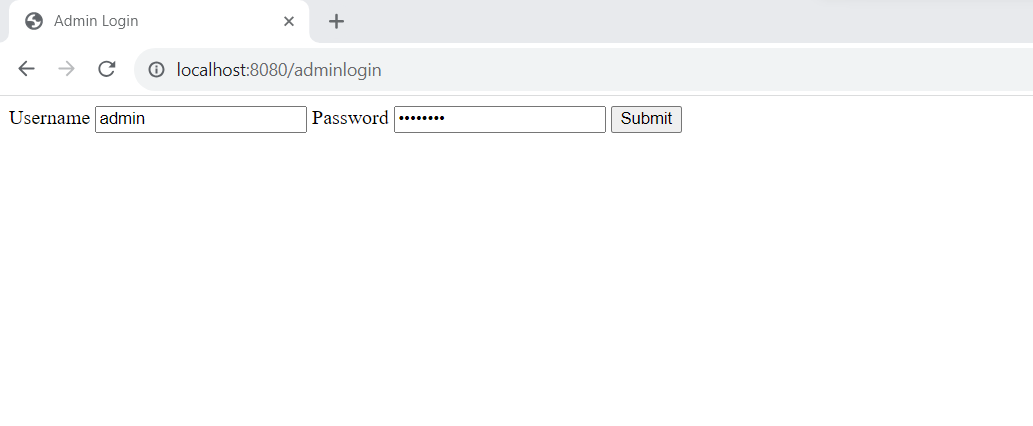 Admin Login
localhost:8080/adminlogin
Username admin Password •••••••• Submit